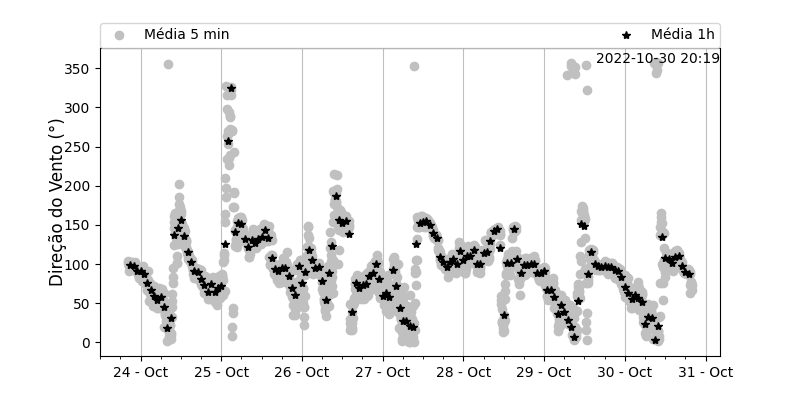 Média 5 min
Média 1h
2022-10-30 20:19
Direção do Vento (°)
350
300
250
200
150
100
50
0
24 - Oct
25 - Oct
26 - Oct
27 - Oct
28 - Oct
29 - Oct
30 - Oct
31 - Oct